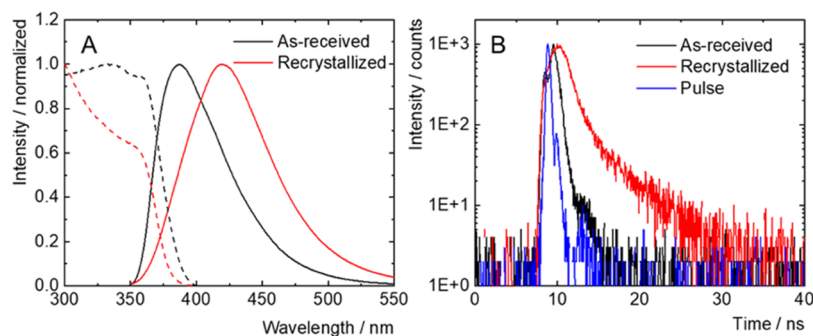 A
As-received
Recrystallized
Intensity / normalized
1.0
0.8
0.6
0.4
0.2
0.0
300 350 400 450 500 550
Wavelength / nm
B
As-received
Recrystallized
Pulse
Intensity / counts
1E+3
1E+2
1E+1
1E+0
0 10 20 30 40
Time / ns